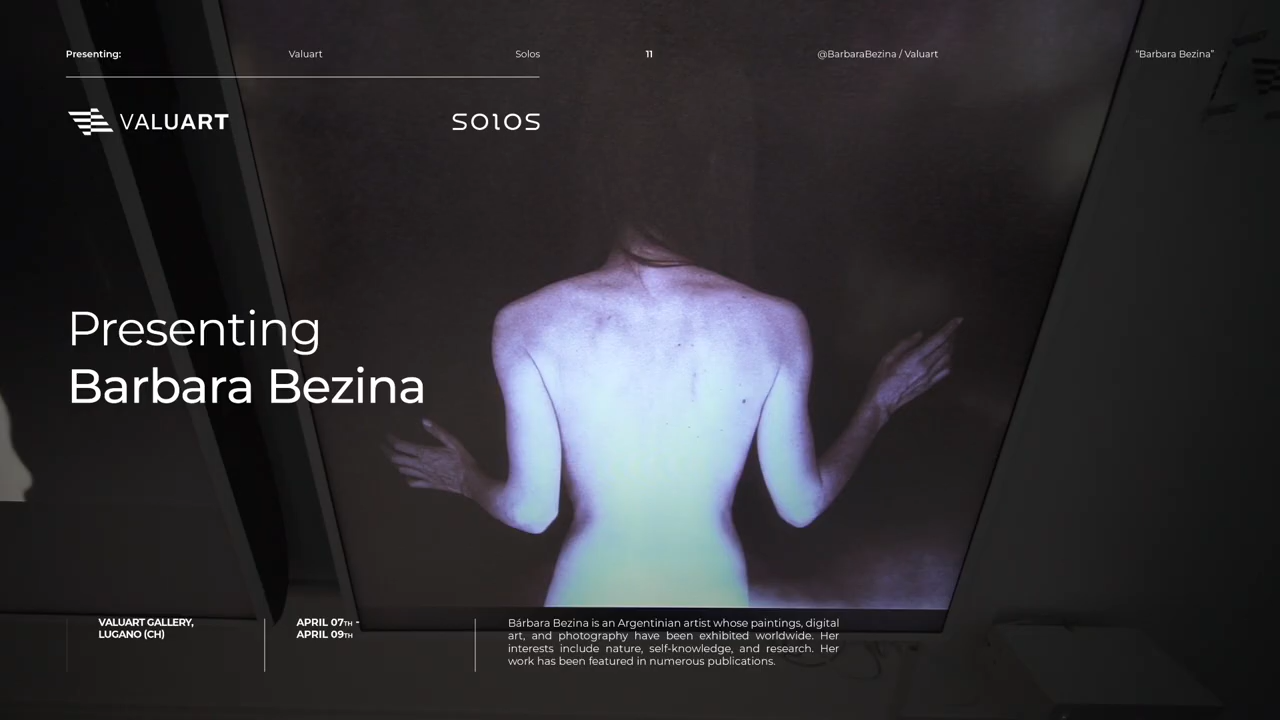 Presenting: Valuart Solos 11 @BarbaraBezina / Valuart "Barbara Bezina"
VALUART SOLOS
Presenting
Barbara Bezina
VALUART GALLERY,
LUGANO (CH)
APRIL 07TH -
APRIL 09TH
Bárbara Bezina is an Argentinian artist whose paintings, digital
art, and photography have been exhibited worldwide. Her
interests include nature, self-knowledge, and research. Her
work has been featured in numerous publications.